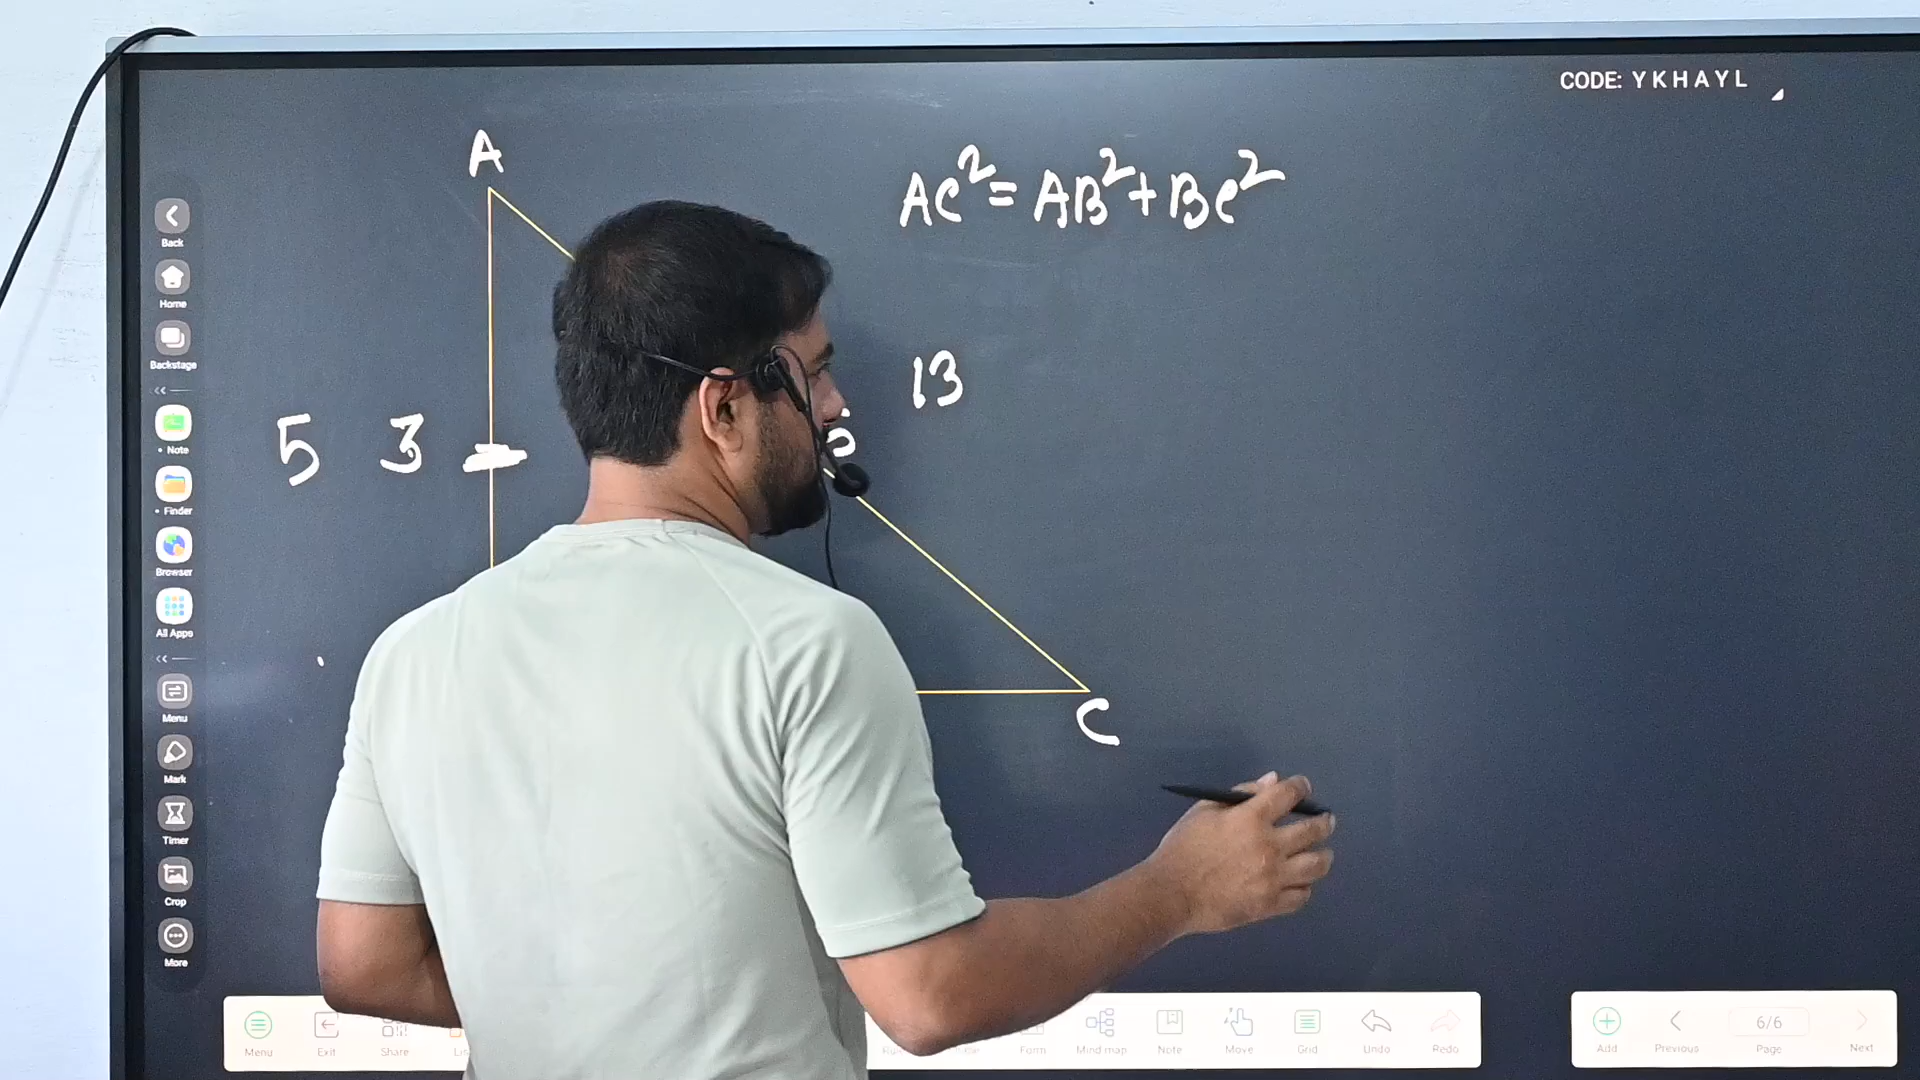 CODE: YKHAYL
A
AC²=AB²+BC²
13
5 3
C
Back
Home
Backstage
Note
Finder
Browser
All Apps
Menu
Mark
Timer
Crop
More
Menu Exit Share Form Mind map Note Move Grid Undo Redo
6/6
Add Previous Page Next